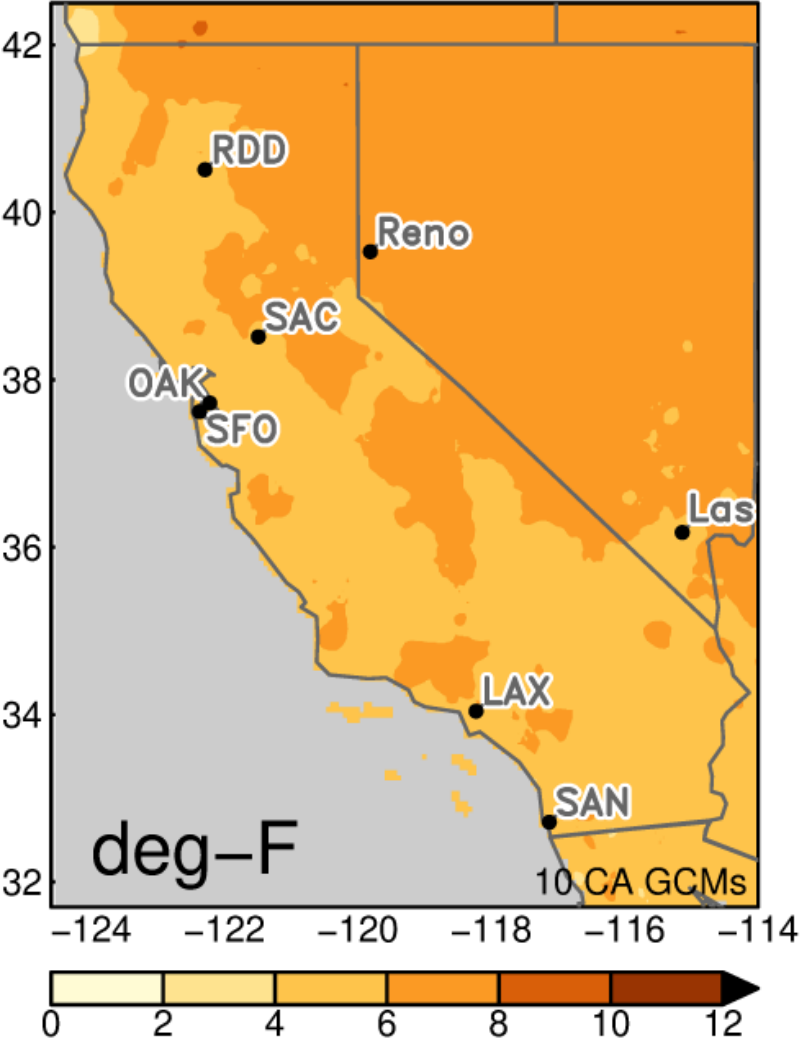 42
RDD
40
Reno
SAC
38
OAK
SFO
Las
36
LAX
34
SAN
deg-F
32
10 CA GCMs
-124 -122 -120 -118 -116 -114
0 2 4 6 8 10 12